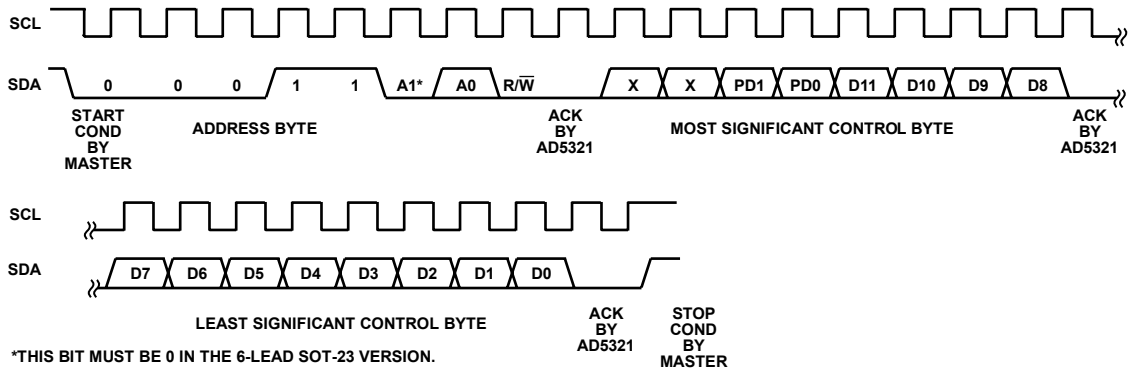 SCL
SDA 0 0 0 1 1 A1* A0 R/W̅ X X PD1 PD0 D11 D10 D9 D8
START COND BY MASTER
ADDRESS BYTE
ACK BY AD5321
MOST SIGNIFICANT CONTROL BYTE
ACK BY AD5321
SCL
SDA D7 D6 D5 D4 D3 D2 D1 D0
LEAST SIGNIFICANT CONTROL BYTE
ACK BY AD5321
STOP COND BY MASTER
*THIS BIT MUST BE 0 IN THE 6-LEAD SOT-23 VERSION.